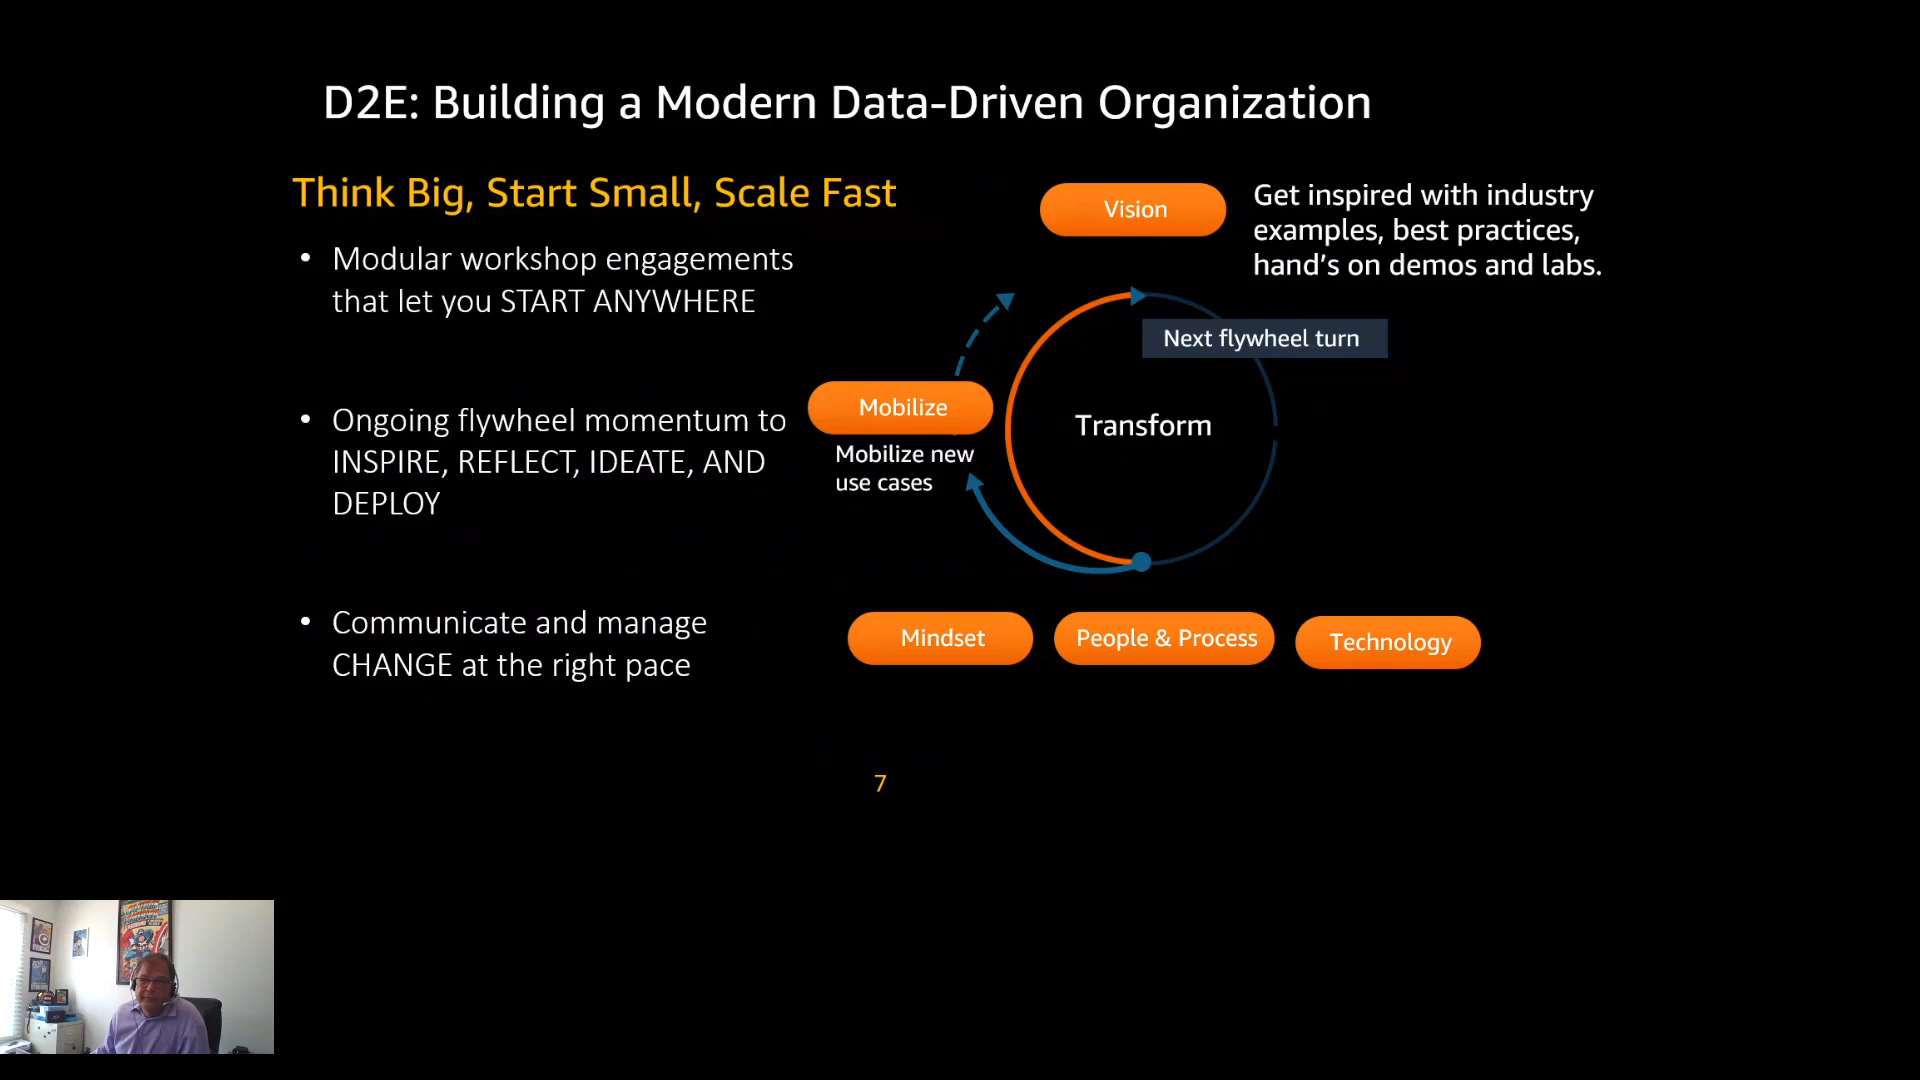 D2E: Building a Modern Data-Driven Organization
Think Big, Start Small, Scale Fast
• Modular workshop engagements
that let you START ANYWHERE
• Ongoing flywheel momentum to
INSPIRE, REFLECT, IDEATE, AND
DEPLOY
• Communicate and manage
CHANGE at the right pace
Vision
Get inspired with industry
examples, best practices,
hand’s on demos and labs.
Next flywheel turn
Mobilize
Mobilize new
use cases
Transform
Mindset
People & Process
Technology
7